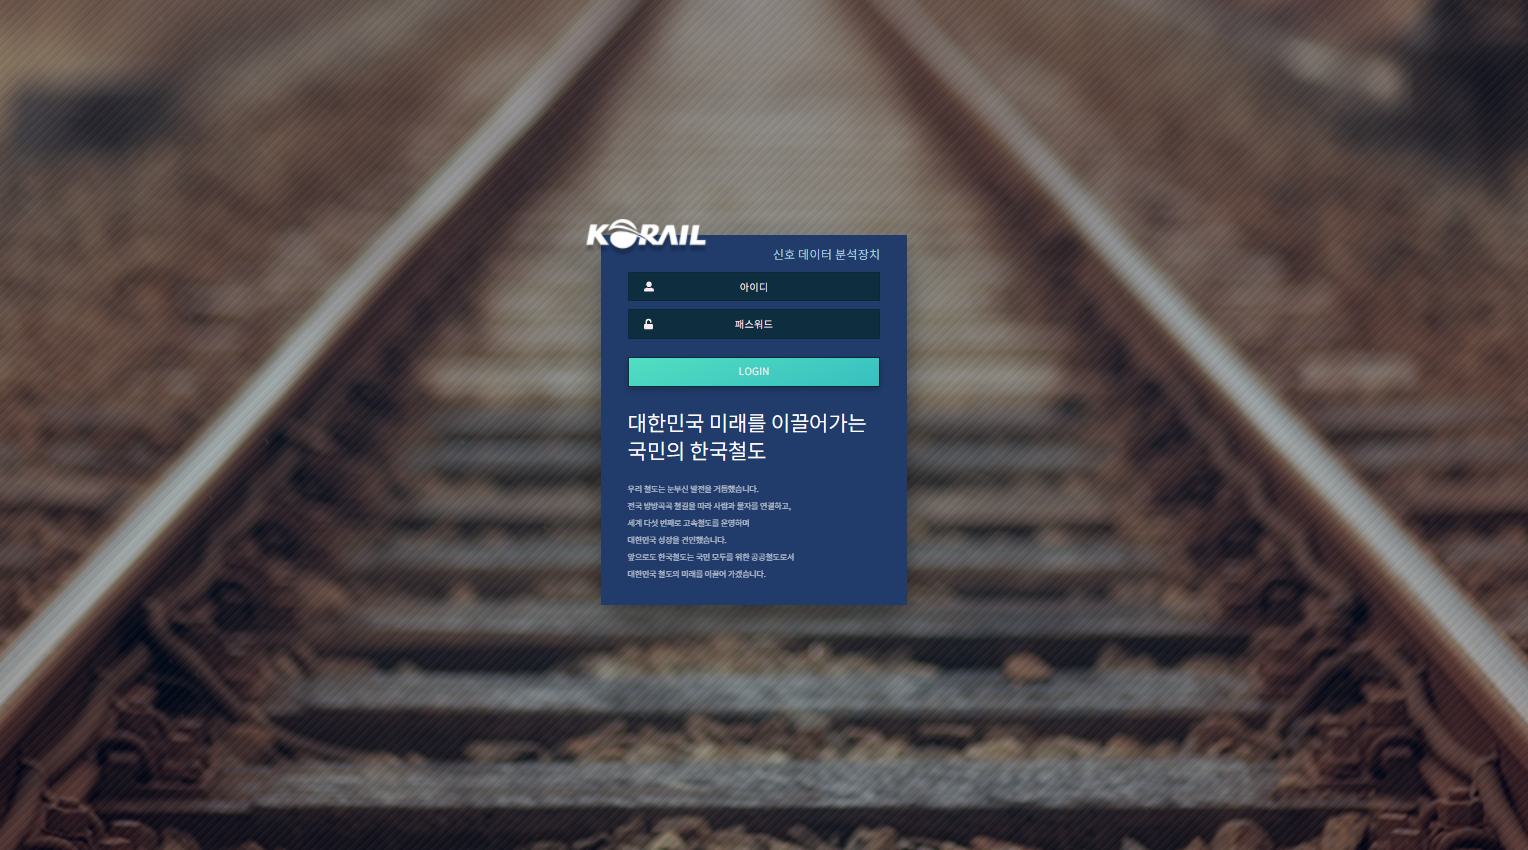 KORAIL
신호 데이터 분석장치
아이디
패스워드
LOGIN
대한민국 미래를 이끌어가는
국민의 한국철도
우리 철도는 눈부신 발전을 거듭했습니다.
전국 방방곡곡 철길을 따라 사람과 물자를 연결하고,
세계 다섯 번째로 고속철도를 운영하며
대한민국 성장을 견인했습니다.
앞으로도 한국철도는 국민 모두를 위한 공공철도로서
대한민국 철도의 미래를 이끌어 가겠습니다.